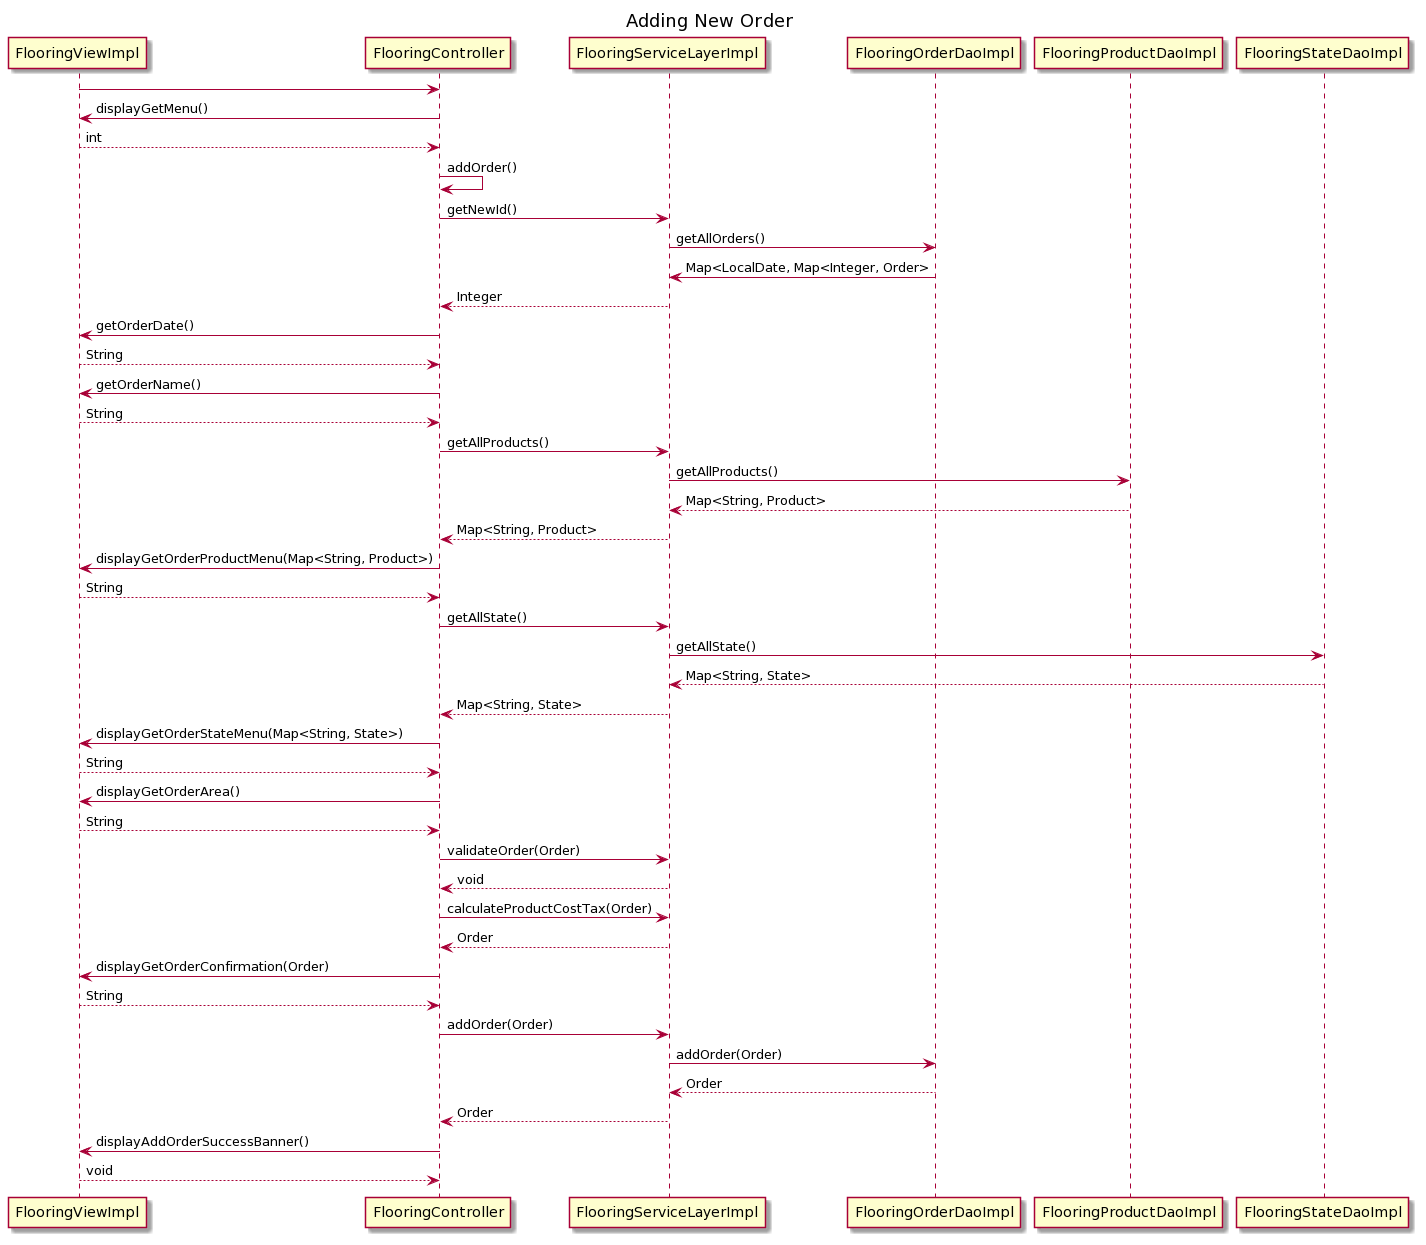 Adding New Order
FlooringViewImpl
FlooringController
FlooringServiceLayerImpl
FlooringOrderDaoImpl
FlooringProductDaoImpl
FlooringStateDaoImpl
displayGetMenu()
int
addOrder()
getNewId()
getAllOrders()
Map<LocalDate, Map<Integer, Order>
Integer
getOrderDate()
String
getOrderName()
String
getAllProducts()
getAllProducts()
Map<String, Product>
Map<String, Product>
displayGetOrderProductMenu(Map<String, Product>)
String
getAllState()
getAllState()
Map<String, State>
Map<String, State>
displayGetOrderStateMenu(Map<String, State>)
String
displayGetOrderArea()
String
validateOrder(Order)
void
calculateProductCostTax(Order)
Order
displayGetOrderConfirmation(Order)
String
addOrder(Order)
addOrder(Order)
Order
Order
displayAddOrderSuccessBanner()
void
FlooringViewImpl
FlooringController
FlooringServiceLayerImpl
FlooringOrderDaoImpl
FlooringProductDaoImpl
FlooringStateDaoImpl